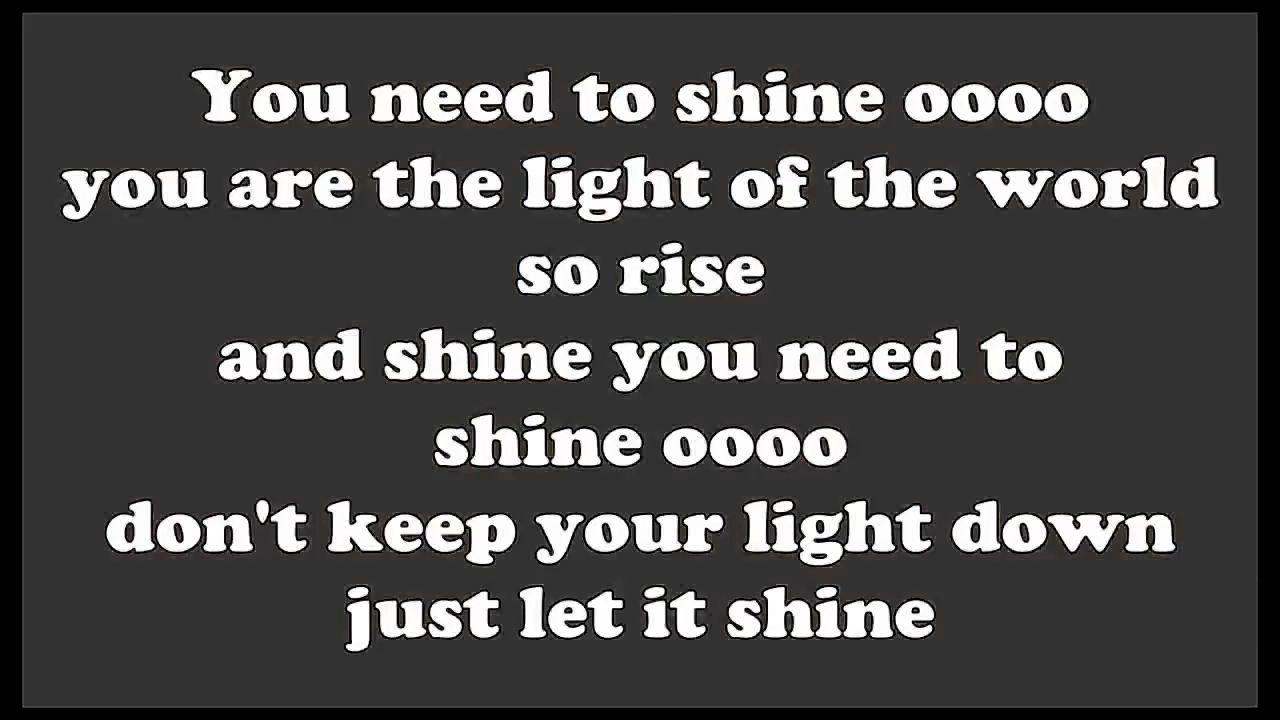 You need to shine oooo
you are the light of the world
so rise
and shine you need to
shine oooo
don't keep your light down
just let it shine